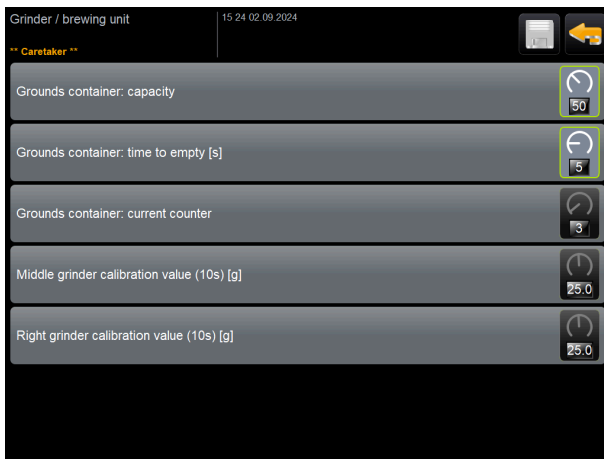 Grinder / brewing unit
15 24 02.09.2024
** Caretaker **
Grounds container: capacity
50
Grounds container: time to empty [s]
5
Grounds container: current counter
3
Middle grinder calibration value (10s) [g]
25.0
Right grinder calibration value (10s) [g]
25.0